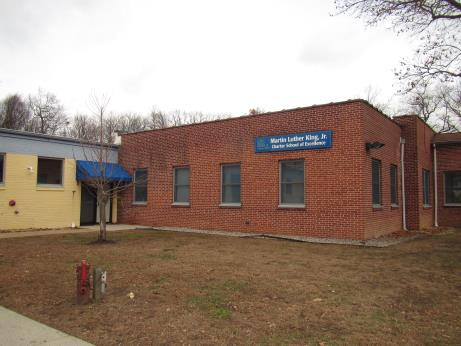 Martin Luther King, Jr.
Charter School of Excellence